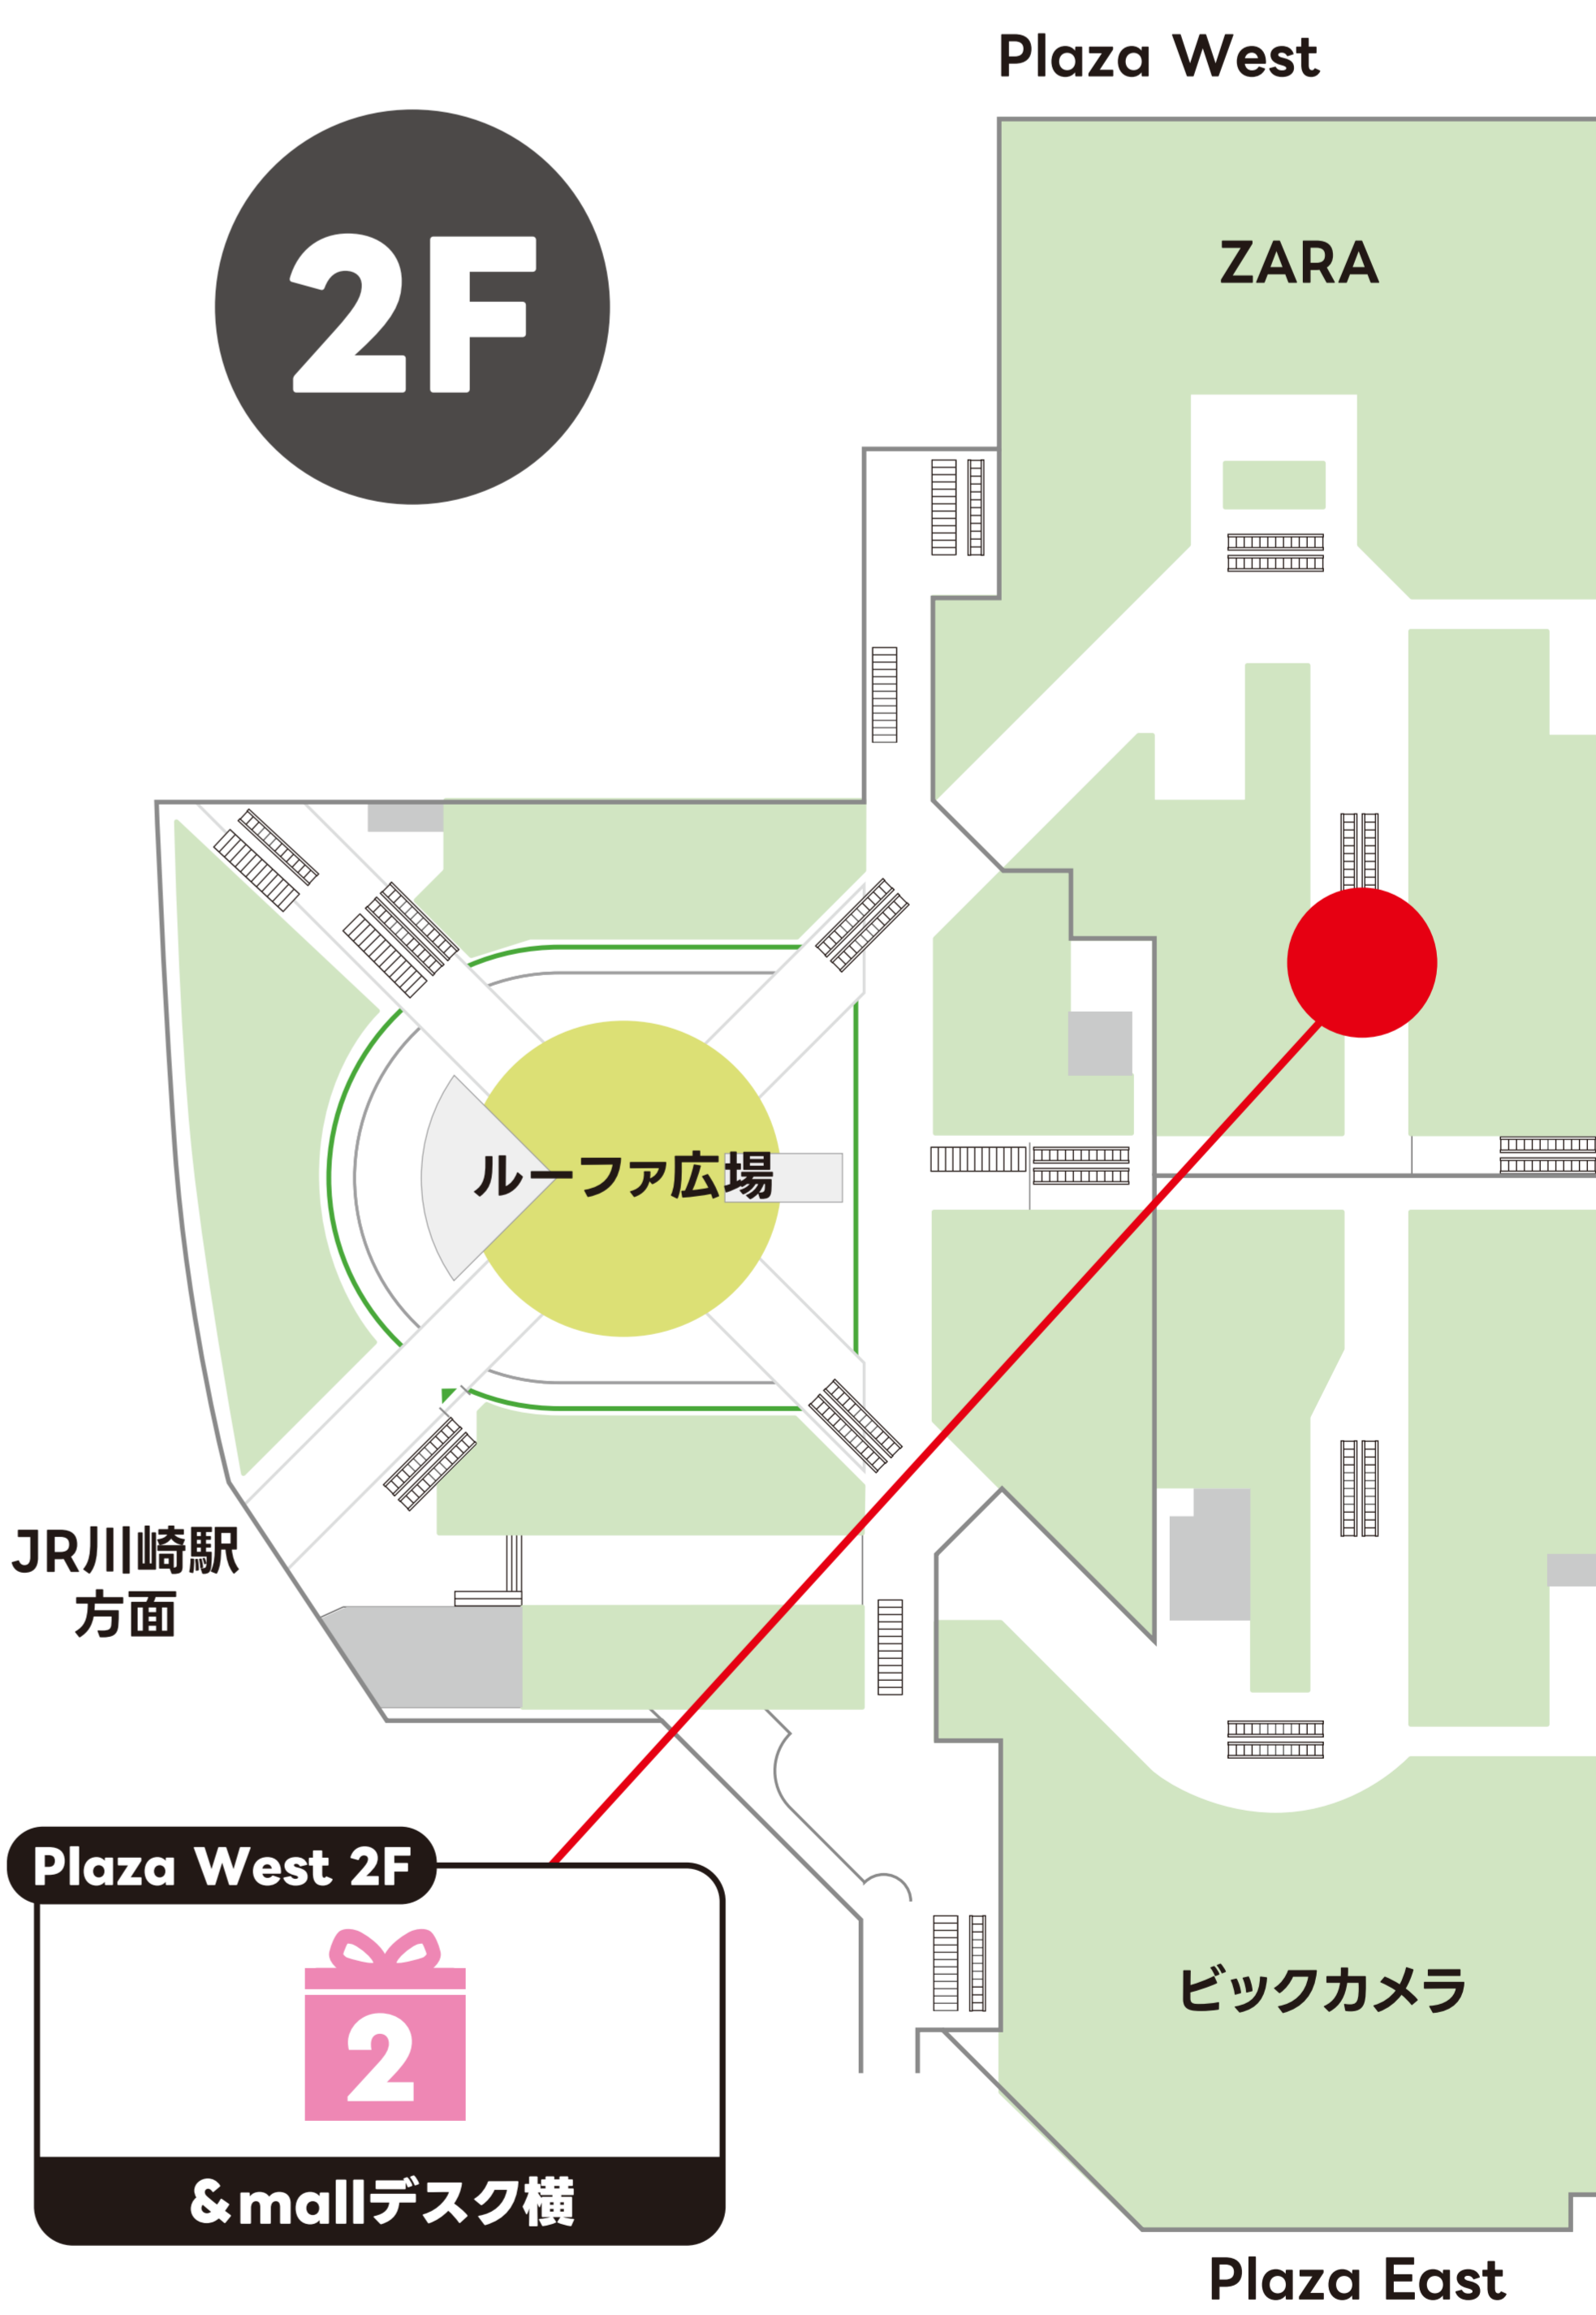 Plaza West
2F
ZARA
ルーファ広場
JR川崎駅
方面
Plaza West 2F
2
&mallデスク横
ビックカメラ
Plaza East